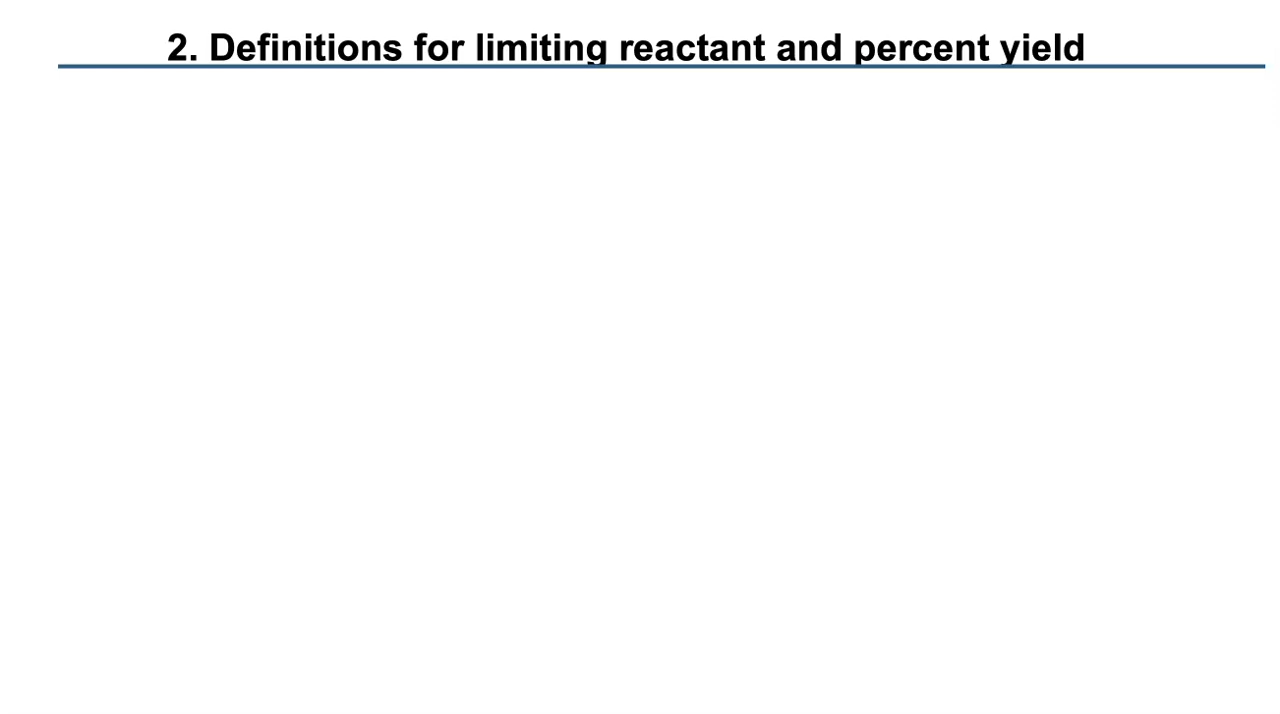 2. Definitions for limiting reactant and percent yield